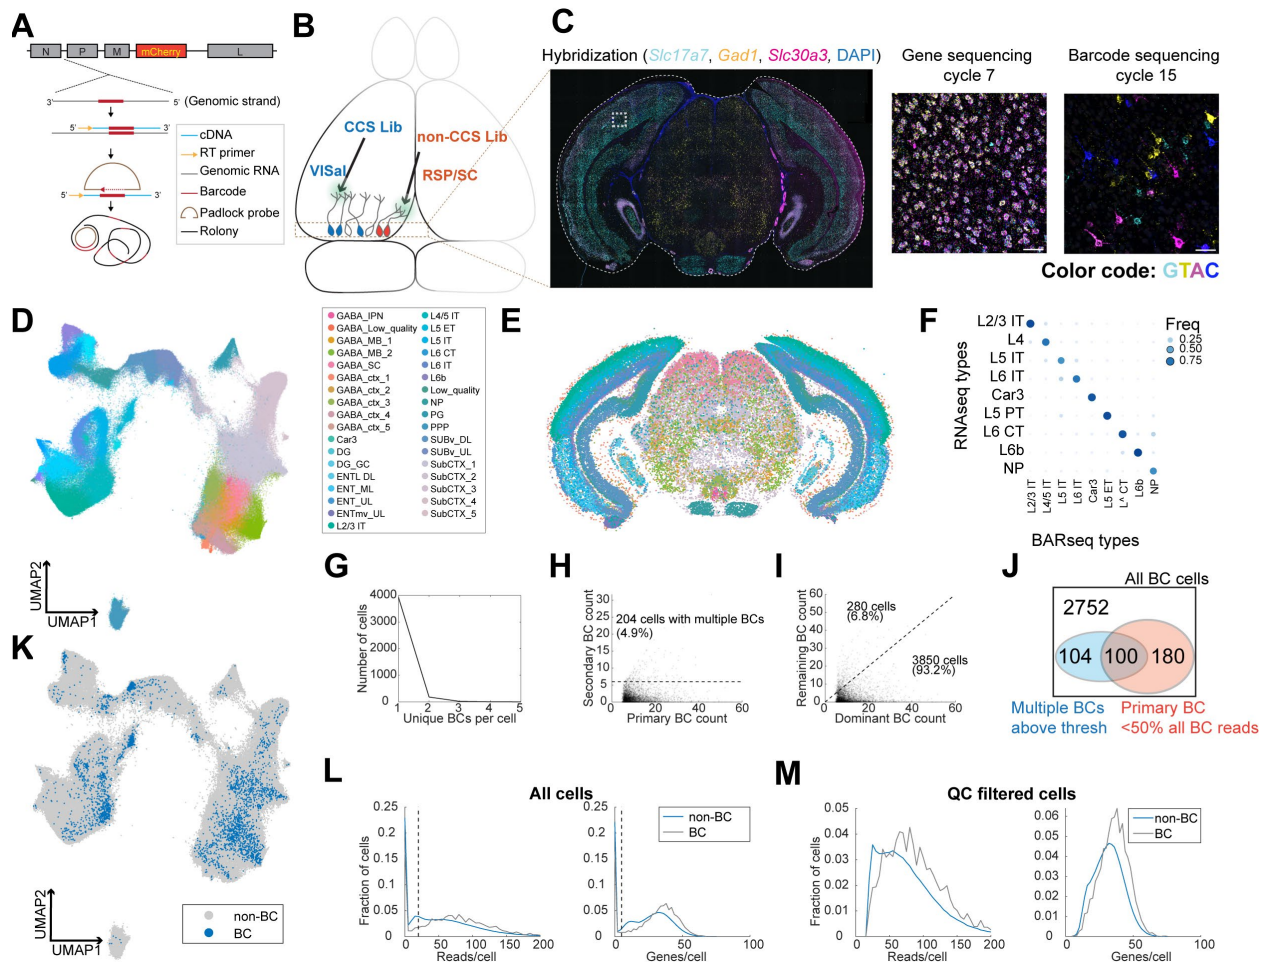 A
N
P
M
mCherry
L
3'
5'
(Genomic strand)
5'
3'
5'
3'
cDNA
RT primer
Genomic RNA
Barcode
Padlock probe
Rolony
B
CCS Lib
non-CCS Lib
VISal
RSP/SC
C
Hybridization (Slc17a7, Gad1, Slc30a3, DAPI)
Gene sequencing
cycle 7
Barcode sequencing
cycle 15
Color code: GTAC
D
UMAP2
UMAP1
GABA_IPN
GABA_Low_quality
GABA_MB_1
GABA_MB_2
GABA_SC
GABA_ctx_1
GABA_ctx_2
GABA_ctx_3
GABA_ctx_4
GABA_ctx_5
Car3
DG
DG_GC
ENTL DL
ENT_ML
ENT_UL
ENTmv_UL
L2/3 IT
L4/5 IT
L5 ET
L5 IT
L6 CT
L6 IT
L6b
Low_quality
NP
PG
PPP
SUBv_DL
SUBv_UL
SubCTX_1
SubCTX_2
SubCTX_3
SubCTX_4
SubCTX_5
E
F
RNAseq types
L2/3 IT
L4
L5 IT
L6 IT
Car3
L5 PT
L6 CT
L6b
NP
L2/3 IT
L4/5 IT
L5 IT
L6 IT
Car3
L5 ET
L6b
NP
BARseq types
Freq
0.25
0.50
0.75
G
Number of cells
4000
3000
2000
1000
0
1 2 3 4 5
Unique BCs per cell
H
Secondary BC count
30
25
20
15
10
5
0
204 cells with multiple BCs
(4.9%)
0 20 40 60
Primary BC count
I
Remaining BC count
60
50
40
30
20
10
0
280 cells
(6.8%)
3850 cells
(93.2%)
0 20 40 60
Dominant BC count
J
All BC cells
2752
104 100 180
Multiple BCs
above thresh
Primary BC
<50% all BC reads
K
UMAP2
UMAP1
non-BC
BC
L
All cells
Fraction of cells
0.25
0.2
0.15
0.1
0.05
0
0 50 100 150 200
Reads/cell
0.25
0.2
0.15
0.1
0.05
0
0 50 100
Genes/cell
non-BC
BC
M
QC filtered cells
Fraction of cells
0.05
0.04
0.03
0.02
0.01
0
0 50 100 150 200
Reads/cell
0.06
0.05
0.04
0.03
0.02
0.01
0
0 50 100
Genes/cell
non-BC
BC